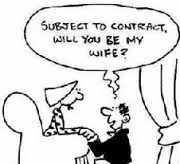 SUBJECT TO CONTRACT,
WILL YOU BE MY
WIFE?